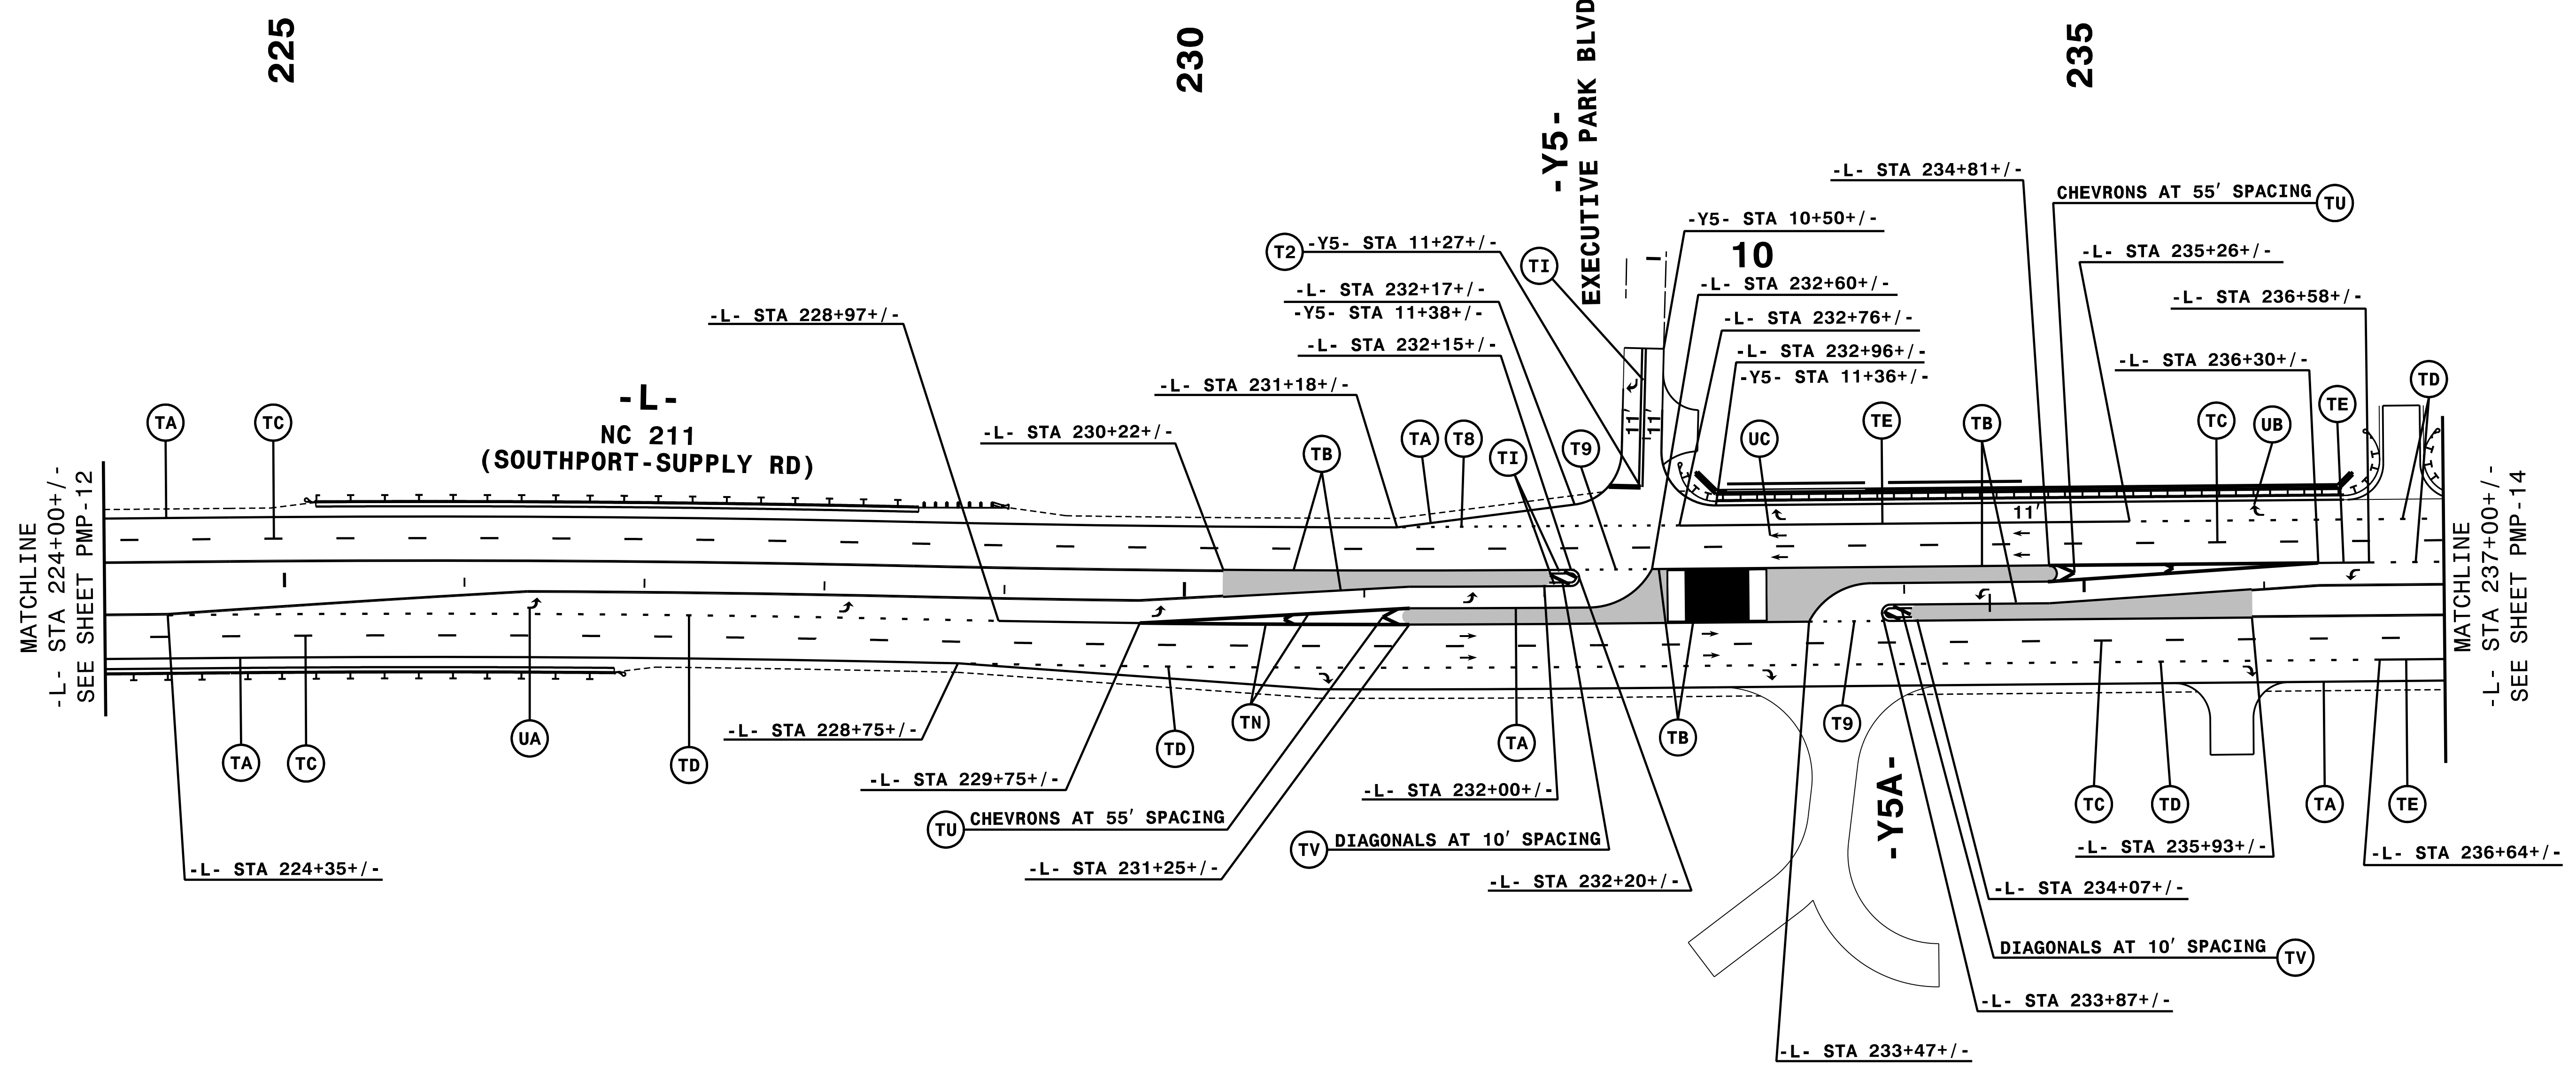 225
230
235
-Y5-
EXECUTIVE PARK BLVD
-L- STA 234+81+/-
CHEVRONS AT 55' SPACING
TU
-Y5- STA 10+50+/-
10
T2
-Y5- STA 11+27+/-
TI
-L- STA 235+26+/-
-L- STA 232+17+/-
-Y5- STA 11+38+/-
-L- STA 232+60+/-
-L- STA 236+58+/-
-L- STA 228+97+/-
-L- STA 232+76+/-
-L- STA 232+15+/-
-L- STA 232+96+/-
-Y5- STA 11+36+/-
-L- STA 236+30+/-
-L- STA 231+18+/-
TD
-L-
NC 211
(SOUTHPORT-SUPPLY RD)
TA
TC
-L- STA 230+22+/-
TB
TA
T8
TI
T9
11'
11'
UC
TE
TB
TC
UB
TE
11'
MATCHLINE
-L- STA 224+00+/-
SEE SHEET PMP-12
MATCHLINE
-L- STA 237+00+/-
SEE SHEET PMP-14
TA
TC
UA
TD
-L- STA 228+75+/-
TD
TN
TA
TB
T9
-L- STA 229+75+/-
-L- STA 232+00+/-
-Y5A-
TC
TD
TA
TE
TU
CHEVRONS AT 55' SPACING
TV
DIAGONALS AT 10' SPACING
-L- STA 235+93+/-
-L- STA 236+64+/-
-L- STA 224+35+/-
-L- STA 231+25+/-
-L- STA 232+20+/-
-L- STA 234+07+/-
DIAGONALS AT 10' SPACING
TV
-L- STA 233+87+/-
-L- STA 233+47+/-